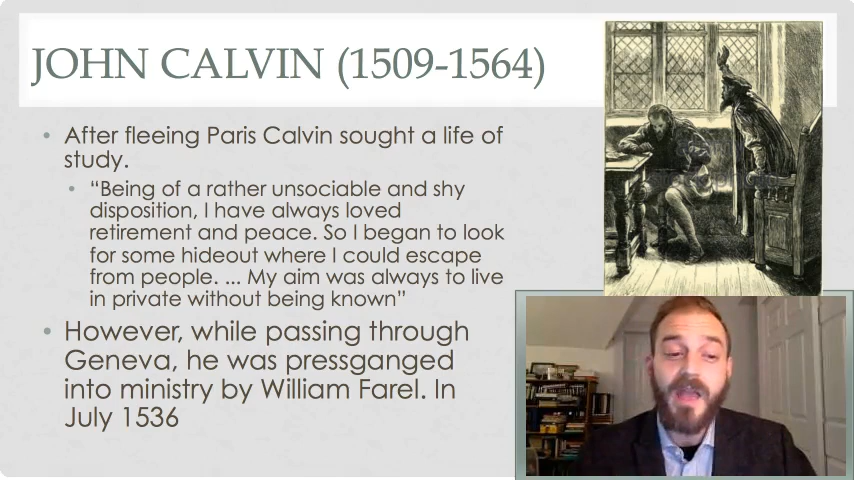 JOHN CALVIN (1509-1564)
• After fleeing Paris Calvin sought a life of
study.
• “Being of a rather unsociable and shy
disposition, I have always loved
retirement and peace. So I began to look
for some hideout where I could escape
from people. ... My aim was always to live
in private without being known”
• However, while passing through
Geneva, he was pressganged
into ministry by William Farel. In
July 1536